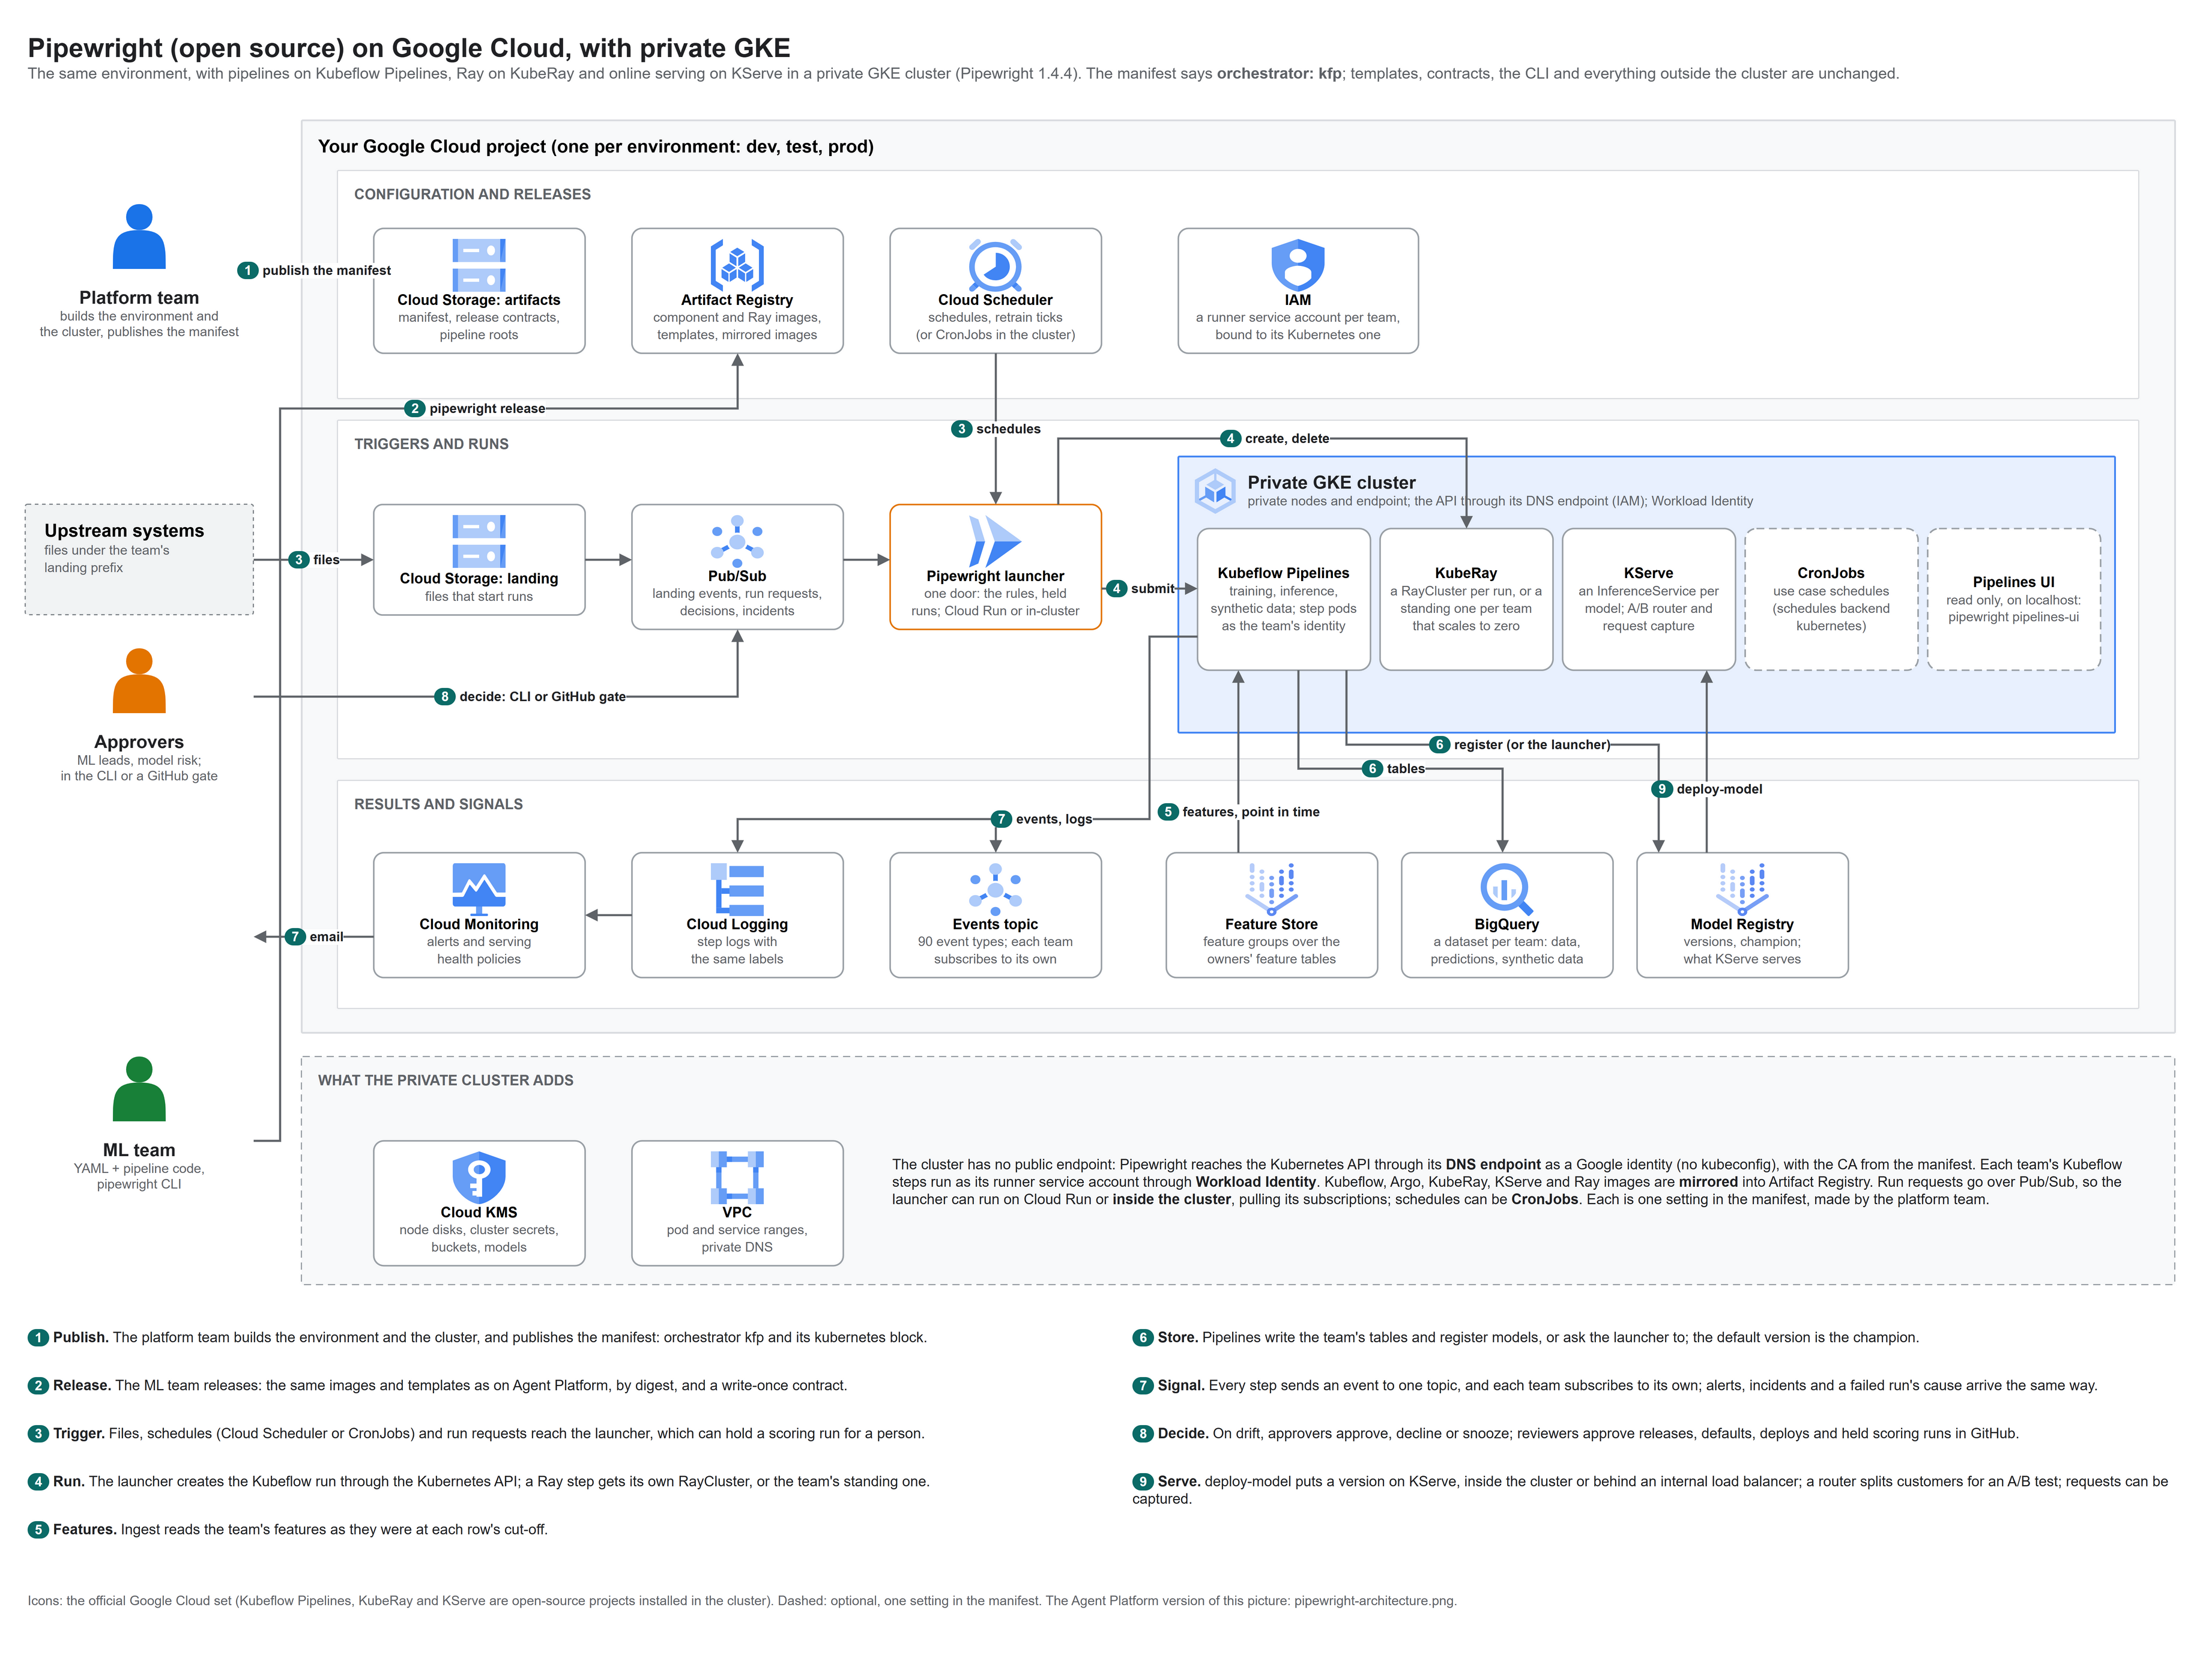 Pipewright (open source) on Google Cloud, with private GKE
The same environment, with pipelines on Kubeflow Pipelines, Ray on KubeRay and online serving on KServe in a private GKE cluster (Pipewright 1.4.4). The manifest says orchestrator: kfp; templates, contracts, the CLI and everything outside the cluster are unchanged.
Your Google Cloud project (one per environment: dev, test, prod)
CONFIGURATION AND RELEASES
Platform team
builds the environment and
the cluster, publishes the manifest
1 publish the manifest
Cloud Storage: artifacts
manifest, release contracts,
pipeline roots
Artifact Registry
component and Ray images,
templates, mirrored images
Cloud Scheduler
schedules, retrain ticks
(or CronJobs in the cluster)
IAM
a runner service account per team,
bound to its Kubernetes one
2 pipewright release
3 schedules
TRIGGERS AND RUNS
4 create, delete
Upstream systems
files under the team's
landing prefix
3 files
Cloud Storage: landing
files that start runs
Pub/Sub
landing events, run requests,
decisions, incidents
Pipewright launcher
one door: the rules, held
runs; Cloud Run or in-cluster
4 submit
Private GKE cluster
private nodes and endpoint; the API through its DNS endpoint (IAM); Workload Identity
Kubeflow Pipelines
training, inference,
synthetic data; step pods
as the team's identity
KubeRay
a RayCluster per run, or a
standing one per team
that scales to zero
KServe
an InferenceService per
model; A/B router and
request capture
CronJobs
use case schedules
(schedules backend
kubernetes)
Pipelines UI
read only, on localhost:
pipewright pipelines-ui
Approvers
ML leads, model risk;
in the CLI or a GitHub gate
8 decide: CLI or GitHub gate
6 register (or the launcher)
6 tables
9 deploy-model
RESULTS AND SIGNALS
7 events, logs
5 features, point in time
7 email
Cloud Monitoring
alerts and serving
health policies
Cloud Logging
step logs with
the same labels
Events topic
90 event types; each team
subscribes to its own
Feature Store
feature groups over the
owners' feature tables
BigQuery
a dataset per team: data,
predictions, synthetic data
Model Registry
versions, champion;
what KServe serves
ML team
YAML + pipeline code,
pipewright CLI
WHAT THE PRIVATE CLUSTER ADDS
Cloud KMS
node disks, cluster secrets,
buckets, models
VPC
pod and service ranges,
private DNS
The cluster has no public endpoint: Pipewright reaches the Kubernetes API through its DNS endpoint as a Google identity (no kubeconfig), with the CA from the manifest. Each team's Kubeflow
steps run as its runner service account through Workload Identity. Kubeflow, Argo, KubeRay, KServe and Ray images are mirrored into Artifact Registry. Run requests go over Pub/Sub, so the
launcher can run on Cloud Run or inside the cluster, pulling its subscriptions; schedules can be CronJobs. Each is one setting in the manifest, made by the platform team.
1 Publish. The platform team builds the environment and the cluster, and publishes the manifest: orchestrator kfp and its kubernetes block.
2 Release. The ML team releases: the same images and templates as on Agent Platform, by digest, and a write-once contract.
3 Trigger. Files, schedules (Cloud Scheduler or CronJobs) and run requests reach the launcher, which can hold a scoring run for a person.
4 Run. The launcher creates the Kubeflow run through the Kubernetes API; a Ray step gets its own RayCluster, or the team's standing one.
5 Features. Ingest reads the team's features as they were at each row's cut-off.
6 Store. Pipelines write the team's tables and register models, or ask the launcher to; the default version is the champion.
7 Signal. Every step sends an event to one topic, and each team subscribes to its own; alerts, incidents and a failed run's cause arrive the same way.
8 Decide. On drift, approvers approve, decline or snooze; reviewers approve releases, defaults, deploys and held scoring runs in GitHub.
9 Serve. deploy-model puts a version on KServe, inside the cluster or behind an internal load balancer; a router splits customers for an A/B test; requests can be
captured.
Icons: the official Google Cloud set (Kubeflow Pipelines, KubeRay and KServe are open-source projects installed in the cluster). Dashed: optional, one setting in the manifest. The Agent Platform version of this picture: pipewright-architecture.png.